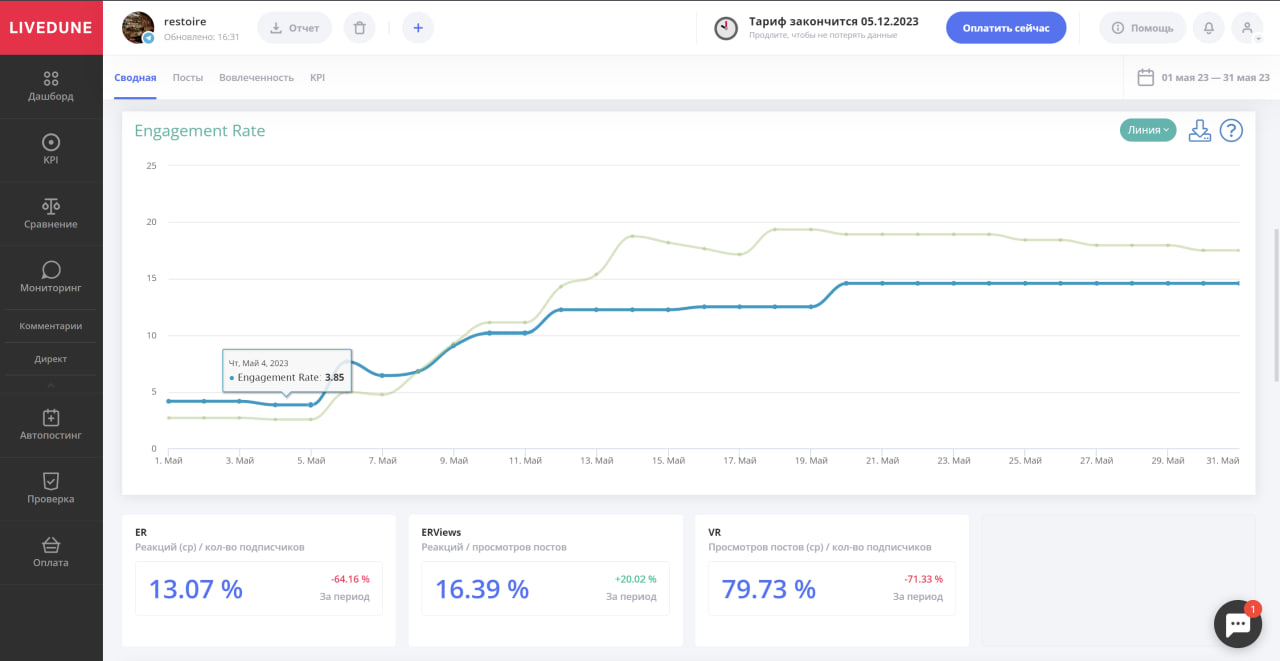 LIVEDUNE
restoire
Обновлено: 16:31
Отчет
Тариф закончится 05.12.2023
Продлите, чтобы не потерять данные
Оплатить сейчас
Помощь
Сводная
Посты
Вовлеченность
KPI
01 мая 23 — 31 мая 23
Дашборд
KPI
Сравнение
Мониторинг
Комментарии
Директ
Автопостинг
Проверка
Оплата
Engagement Rate
Линия
?
25
20
15
10
5
0
Чт, Май 4, 2023
Engagement Rate: 3.85
1. Май
3. Май
5. Май
7. Май
9. Май
11. Май
13. Май
15. Май
17. Май
19. Май
21. Май
23. Май
25. Май
27. Май
29. Май
31. Май
ER
Реакций (ср) / кол-во подписчиков
13.07 %
-64.16 %
За период
ERViews
Реакций / просмотров постов
16.39 %
+20.02 %
За период
VR
Просмотров постов (ср) / кол-во подписчиков
79.73 %
-71.33 %
За период
1